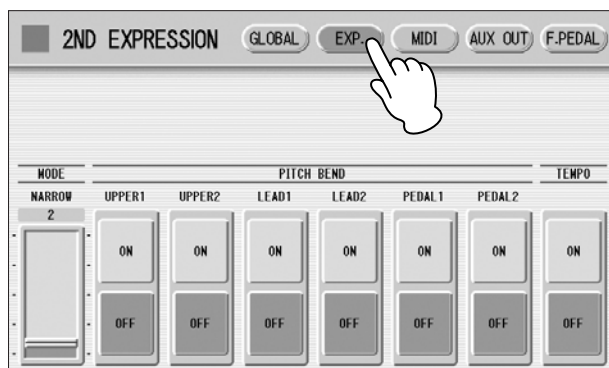 2ND EXPRESSION GLOBAL EXP. MIDI AUX OUT F.PEDAL
MODE PITCH BEND TEMPO
NARROW UPPER1 UPPER2 LEAD1 LEAD2 PEDAL1 PEDAL2
2
ON ON ON ON ON ON ON
OFF OFF OFF OFF OFF OFF OFF